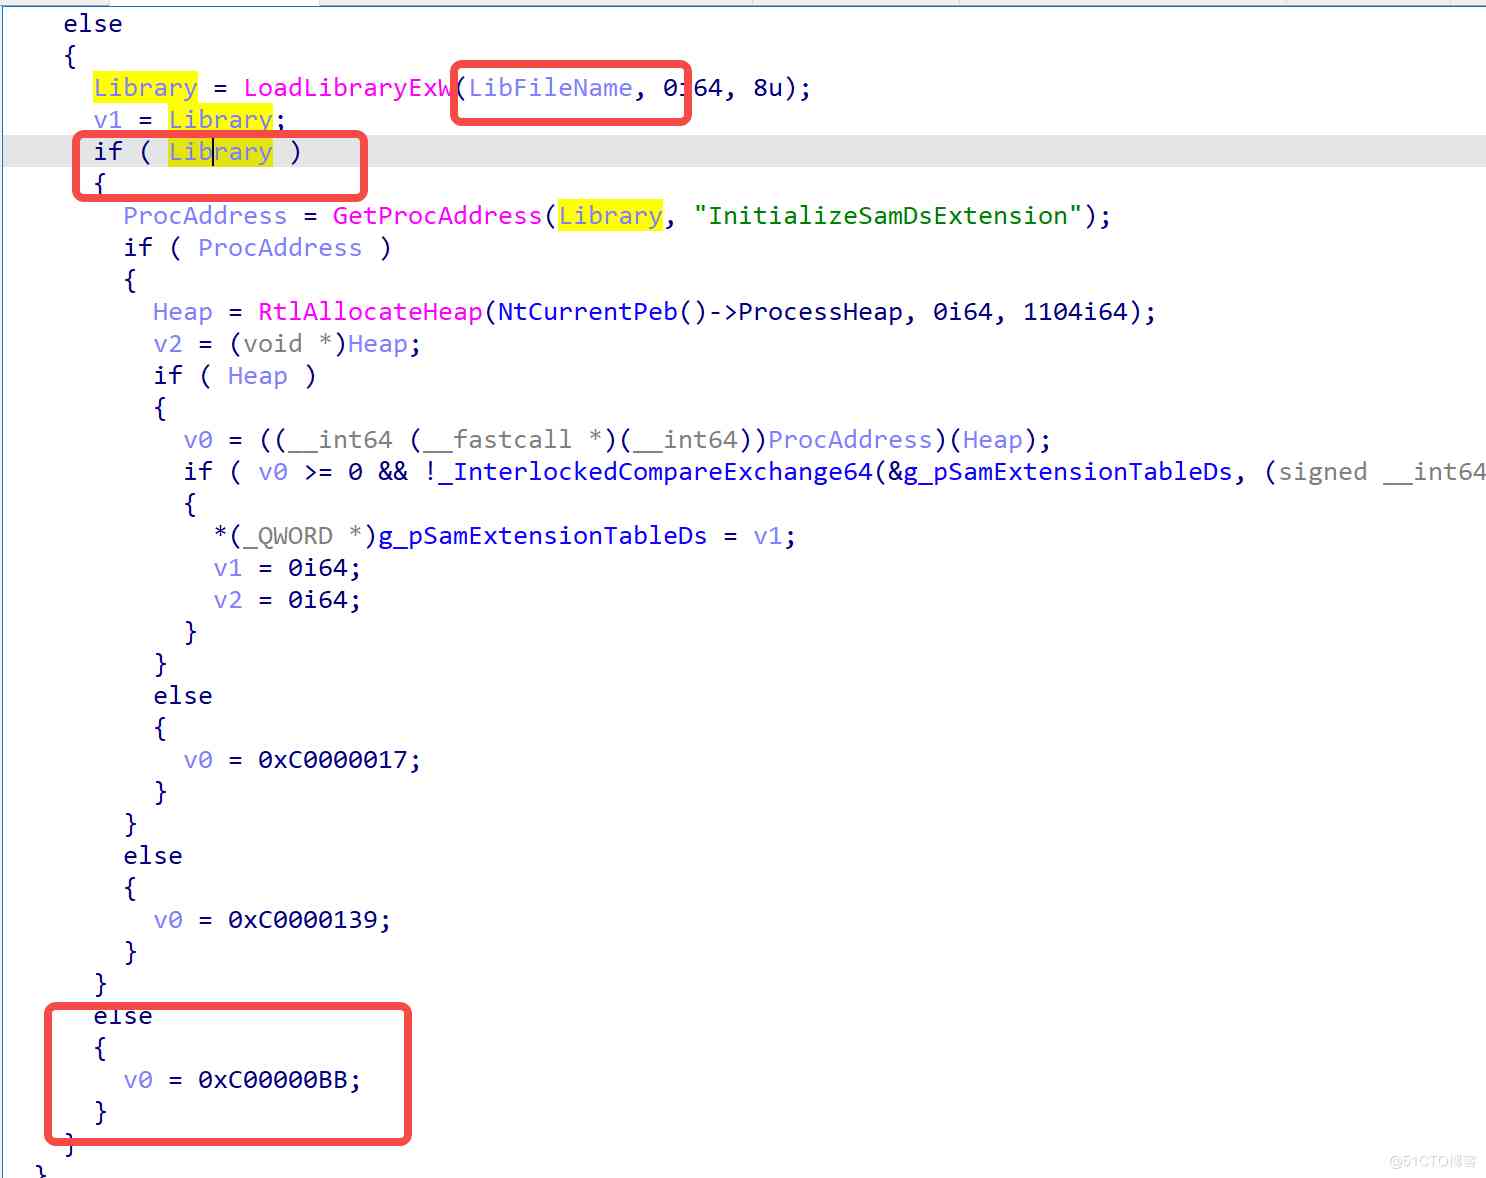 else
{
Library = LoadLibraryExW(LibFileName, 0i64, 8u);
v1 = Library;
if ( Library )
{
ProcAddress = GetProcAddress(Library, "InitializeSamDsExtension");
if ( ProcAddress )
{
Heap = RtlAllocateHeap(NtCurrentPeb()->ProcessHeap, 0i64, 1104i64);
v2 = (void *)Heap;
if ( Heap )
{
v0 = ((__int64 (__fastcall *)(__int64))ProcAddress)(Heap);
if ( v0 >= 0 && !_InterlockedCompareExchange64(&g_pSamExtensionTableDs, (signed __int64
{
*(_QWORD *)g_pSamExtensionTableDs = v1;
v1 = 0i64;
v2 = 0i64;
}
}
else
{
v0 = 0xC0000017;
}
}
else
{
v0 = 0xC0000139;
}
}
else
{
v0 = 0xC00000BB;
}
}
}
@51CTO博客